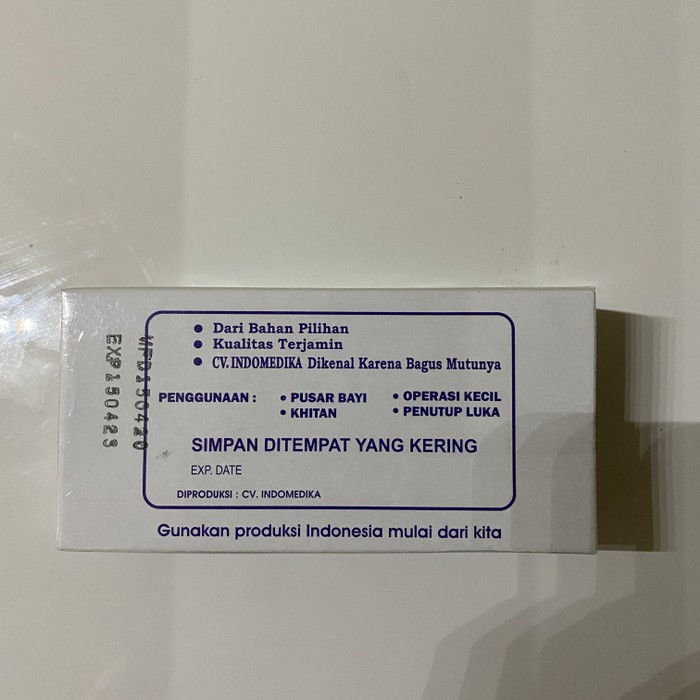 Dari Bahan Pilihan
Kualitas Terjamin
CV. INDOMEDIKA Dikenal Karena Bagus Mutunya
PENGGUNAAN : • PUSAR BAYI • OPERASI KECIL
• KHITAN • PENUTUP LUKA
SIMPAN DITEMPAT YANG KERING
EXP. DATE
DIPRODUKSI : CV. INDOMEDIKA
Gunakan produksi Indonesia mulai dari kita
MFD150420
EXP150423